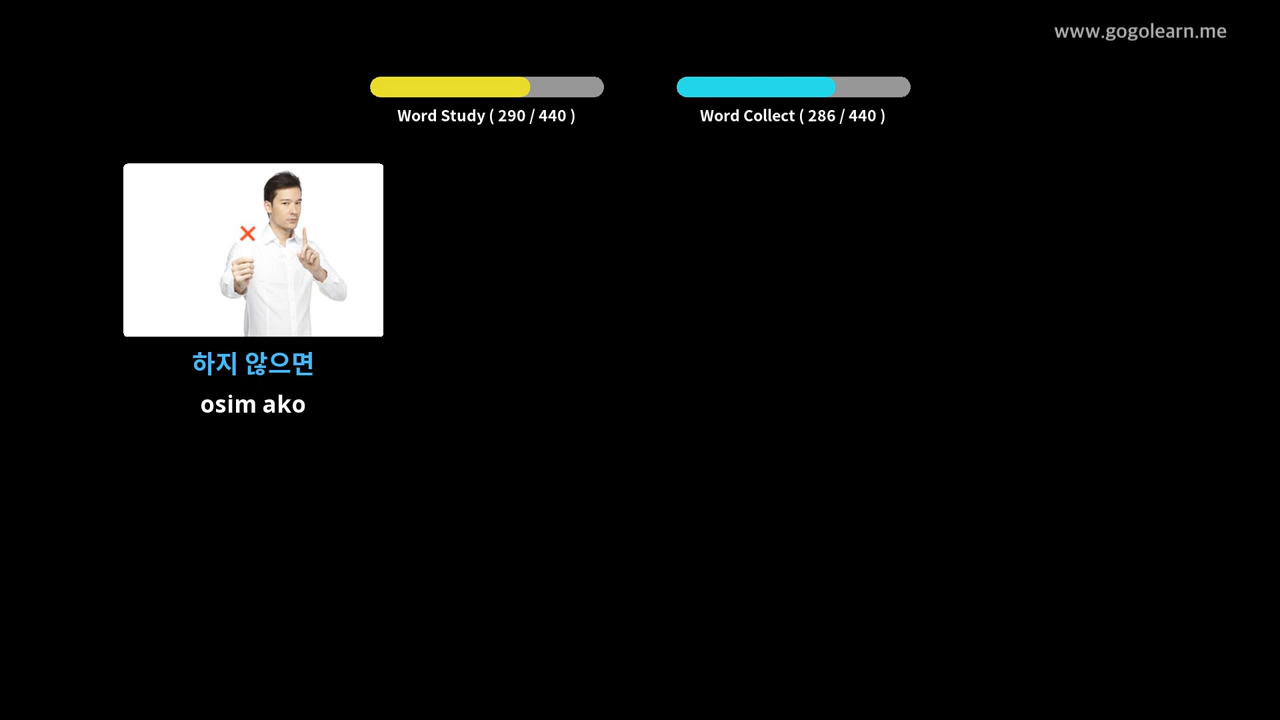 www.gogolearn.me
Word Study ( 290 / 440 )
Word Collect ( 286 / 440 )
하지 않으면
osim ako